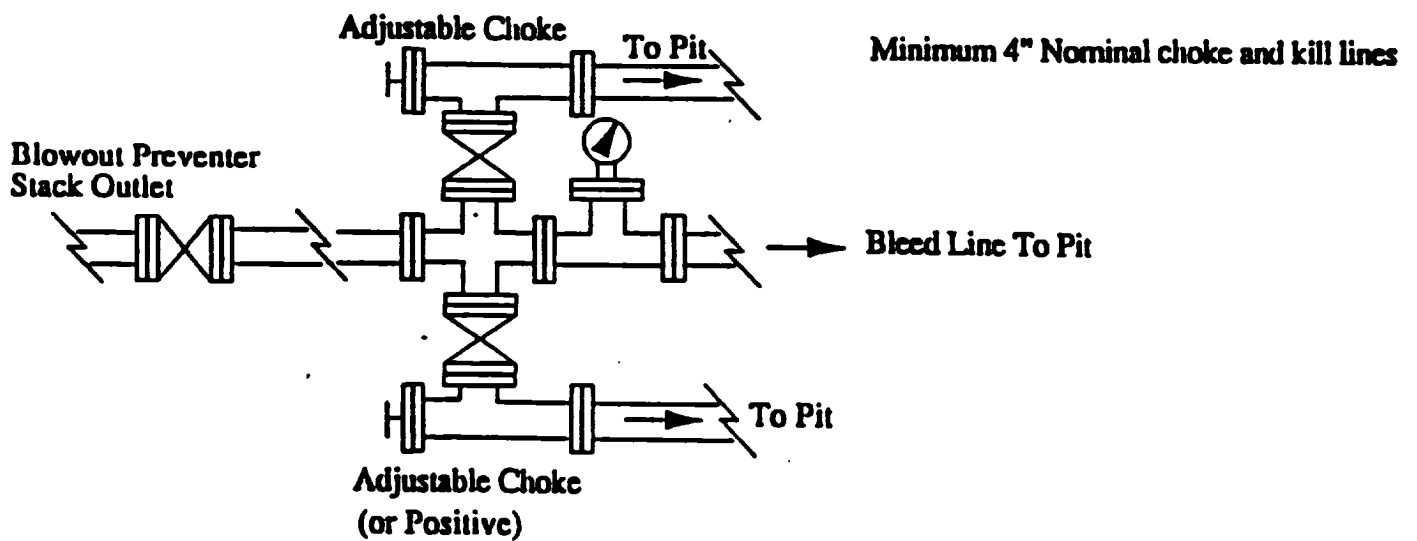 Adjustable Choke
To Pit
Minimum 4" Nominal choke and kill lines
Blowout Preventer
Stack Outlet
Bleed Line To Pit
To Pit
Adjustable Choke
(or Positive)